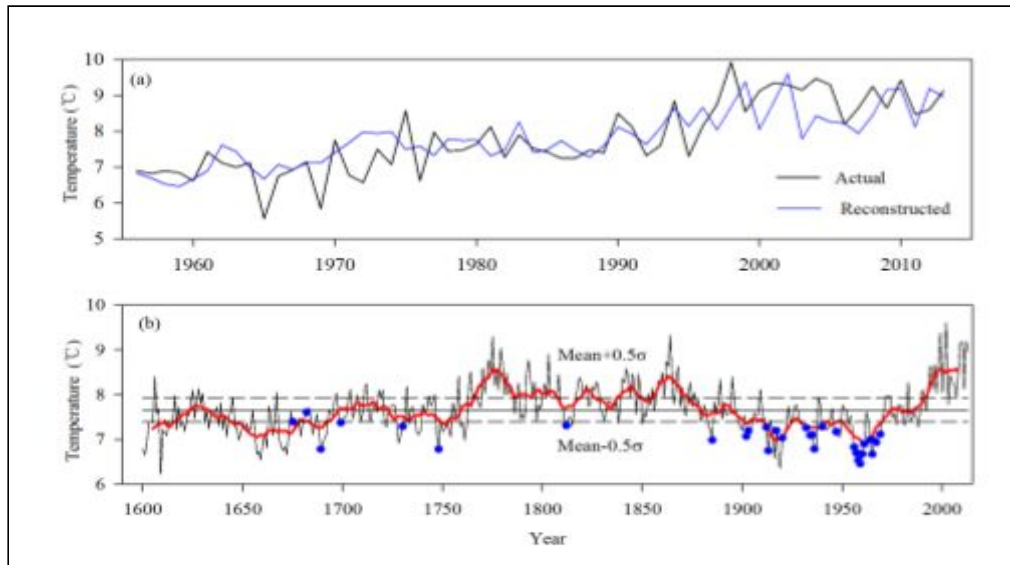 (a)
Temperature (℃)
10
9
8
7
6
5
Actual
Reconstructed
1960
1970
1980
1990
2000
2010
(b)
Temperature (℃)
10
9
8
7
6
Mean+0.5σ
Mean-0.5σ
1600
1650
1700
1750
1800
1850
1900
1950
2000
Year